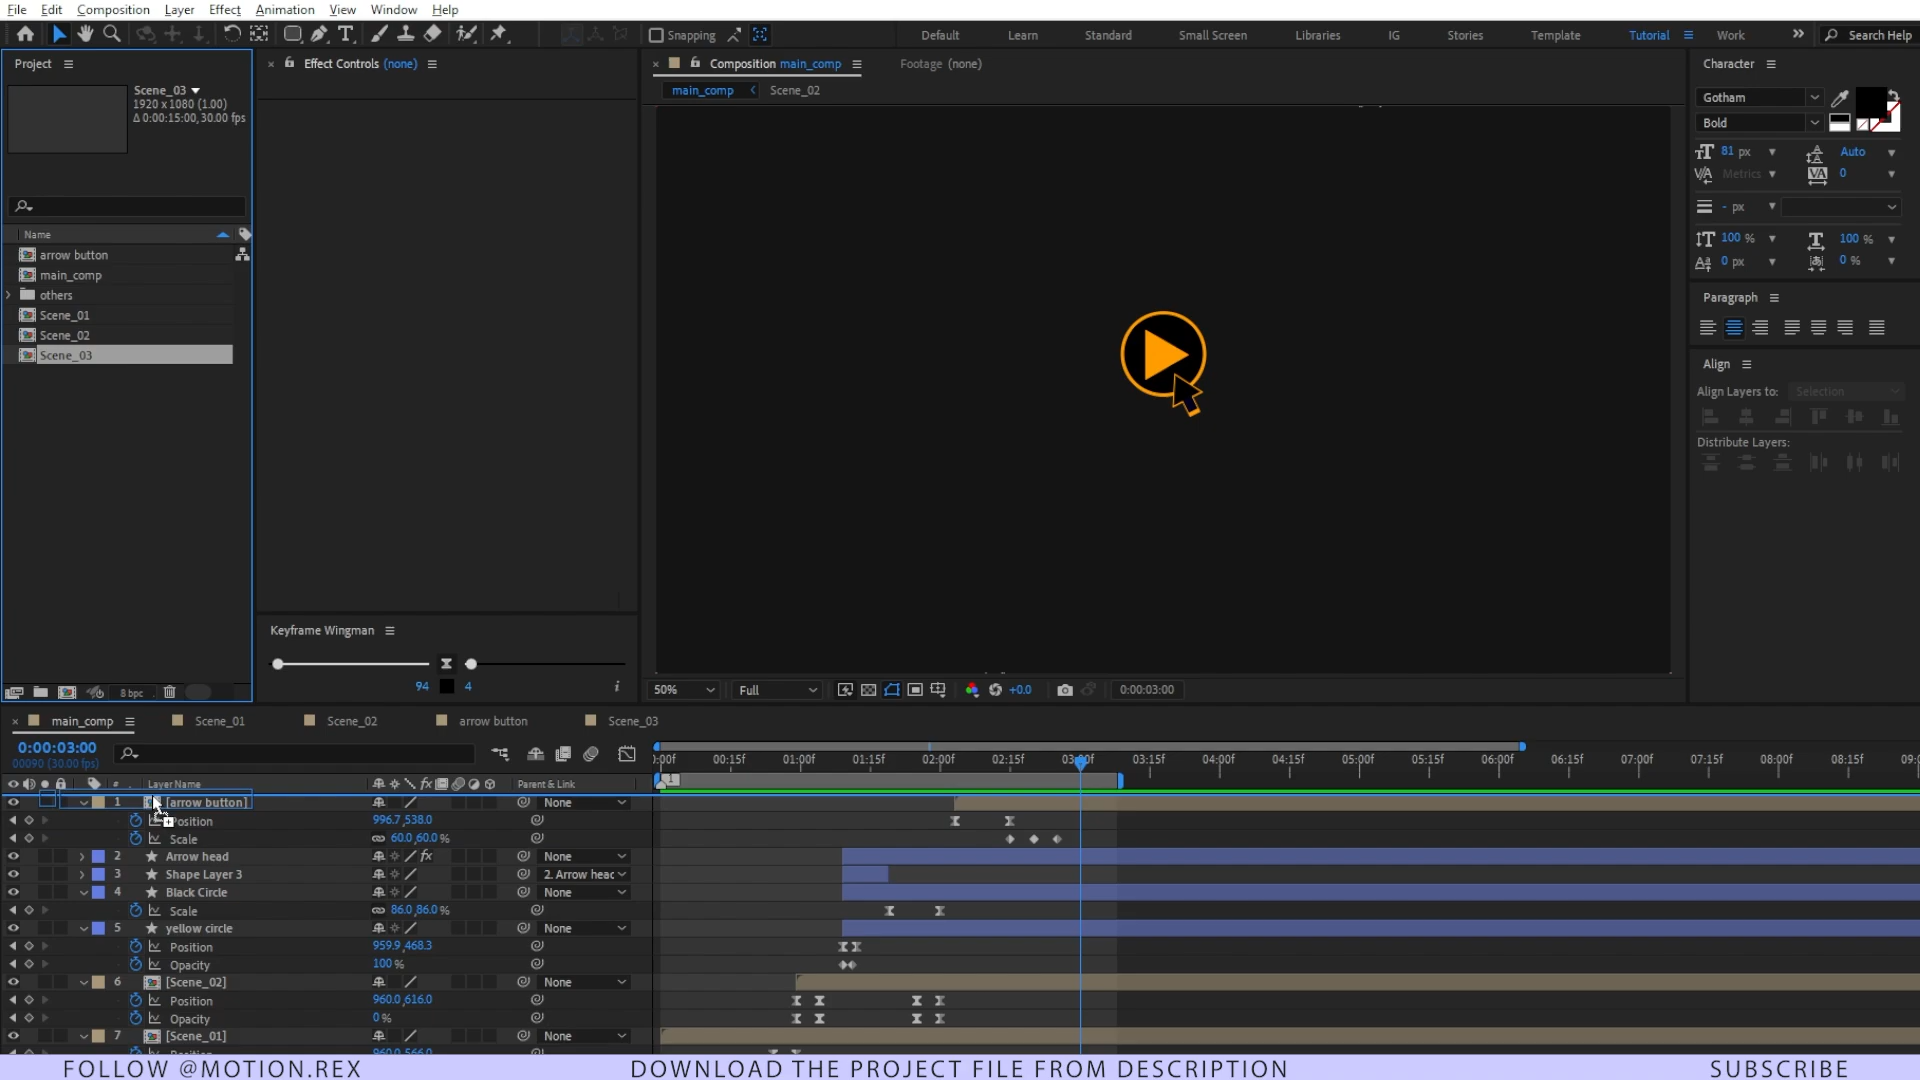 File Edit Composition Layer Effect Animation View Window Help
Snapping Default Learn Standard Small Screen Libraries IG Stories Template Tutorial Work Search Help
Project
Effect Controls (none)
Composition main_comp
Footage (none)
Character
Scene_03
1920 x 1080 (1.00)
Δ 0:00:15:00, 30.00 fps
main_comp
Scene_02
Gotham
Bold
81 px
Auto
Metrics
0
- px
100 %
100 %
0 px
0 %
Paragraph
Align
Align Layers to: Selection
Distribute Layers:
Name
arrow button
main_comp
others
Scene_01
Scene_02
Scene_03
Keyframe Wingman
94
4
8 bpc
50%
Full
+0.0
0:00:03:00
main_comp
Scene_01
Scene_02
arrow button
Scene_03
0:00:03:00
00090 (30.00 fps)
00:15f 01:00f 01:15f 02:00f 02:15f 03:00f 03:15f 04:00f 04:15f 05:00f 05:15f 06:00f 06:15f 07:00f 07:15f 08:00f 08:15f
# Layer Name Parent & Link
1 [arrow button] None
Position 996.7,538.0
Scale 60.0,60.0 %
2 Arrow head None
3 Shape Layer 3 2. Arrow heac
4 Black Circle None
Scale 86.0,86.0 %
5 yellow circle None
Position 959.9,468.3
Opacity 100 %
6 [Scene_02] None
Position 960.0,616.0
Opacity 0 %
7 [Scene_01] None
FOLLOW @MOTION.REX
DOWNLOAD THE PROJECT FILE FROM DESCRIPTION
SUBSCRIBE